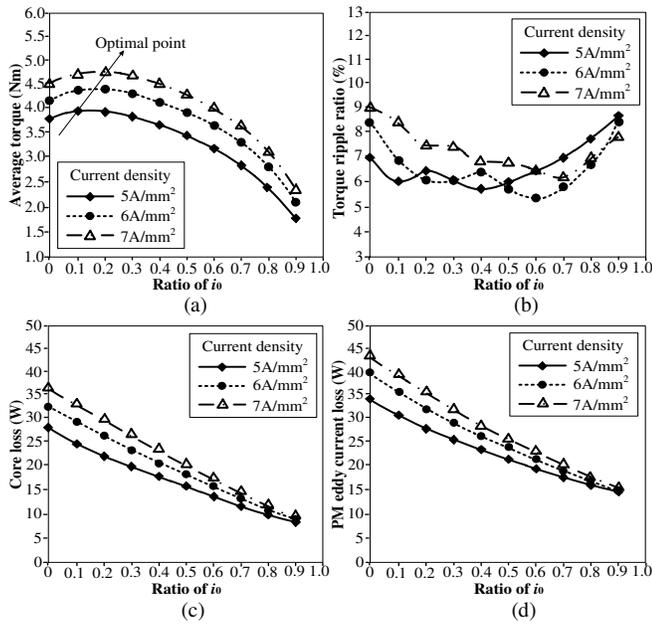 Average torque (Nm)
6.0
5.5
5.0
4.5
4.0
3.5
3.0
2.5
2.0
1.5
1.0
Optimal point
Current density
5A/mm²
6A/mm²
7A/mm²
0 0.1 0.2 0.3 0.4 0.5 0.6 0.7 0.8 0.9 1.0
Ratio of i₀
(a)
Torque ripple ratio (%)
13
12
11
10
9
8
7
6
5
4
3
Current density
5A/mm²
6A/mm²
7A/mm²
0 0.1 0.2 0.3 0.4 0.5 0.6 0.7 0.8 0.9 1.0
Ratio of i₀
(b)
Core loss (W)
50
45
40
35
30
25
20
15
10
5
0
Current density
5A/mm²
6A/mm²
7A/mm²
0 0.1 0.2 0.3 0.4 0.5 0.6 0.7 0.8 0.9 1.0
Ratio of i₀
(c)
PM eddy current loss (W)
50
45
40
35
30
25
20
15
10
5
0
Current density
5A/mm²
6A/mm²
7A/mm²
0 0.1 0.2 0.3 0.4 0.5 0.6 0.7 0.8 0.9 1.0
Ratio of i₀
(d)